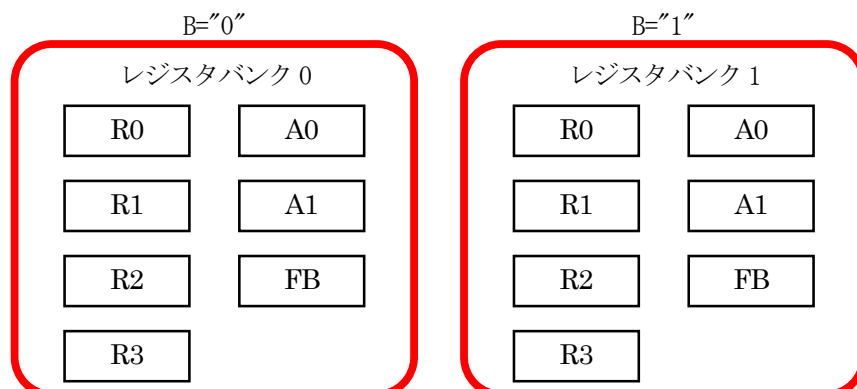 B="0"
レジスタバンク 0
R0 A0
R1 A1
R2 FB
R3
B="1"
レジスタバンク 1
R0 A0
R1 A1
R2 FB
R3